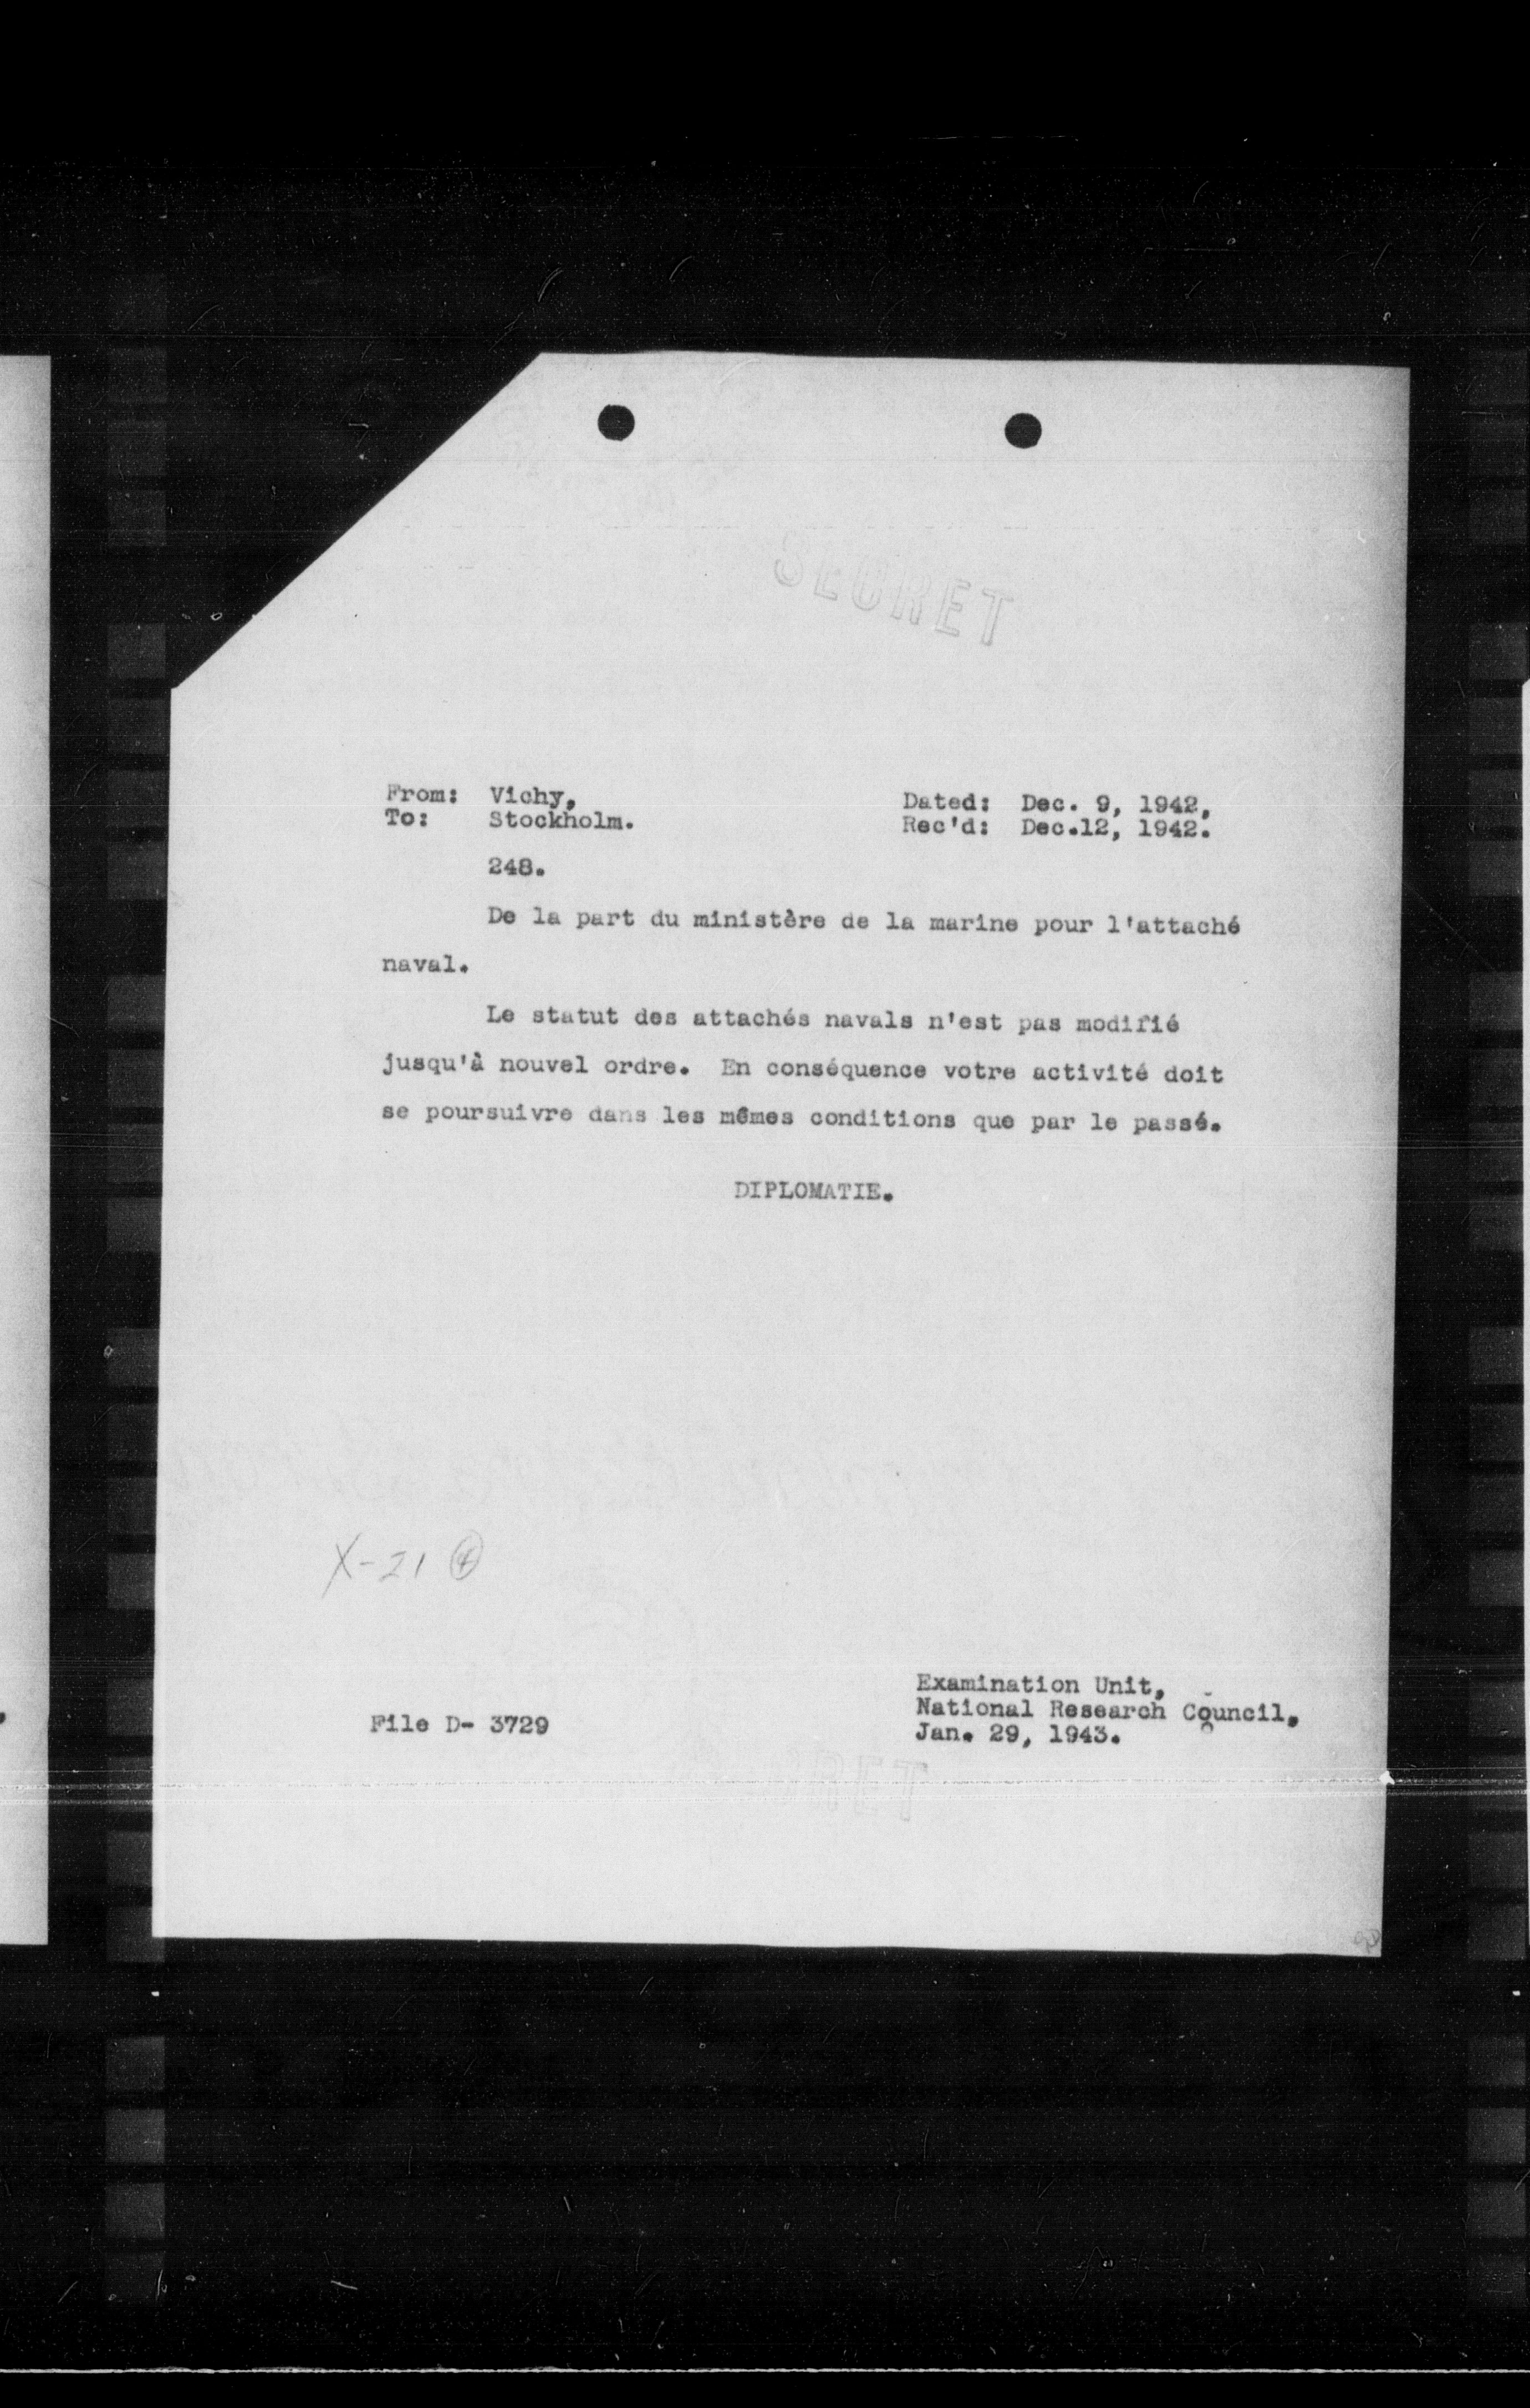 SECRET
From: Vichy,
To: Stockholm.
Dated: Dec. 9, 1942,
Rec'd: Dec.12, 1942.
248.
De la part du ministère de la marine pour l'attaché
naval.
Le statut des attachés navals n'est pas modifié
jusqu'à nouvel ordre. En conséquence votre activité doit
se poursuivre dans les mêmes conditions que par le passé.
DIPLOMATIE.
X-21
File D- 3729
Examination Unit,
National Research Council,
Jan. 29, 1943.